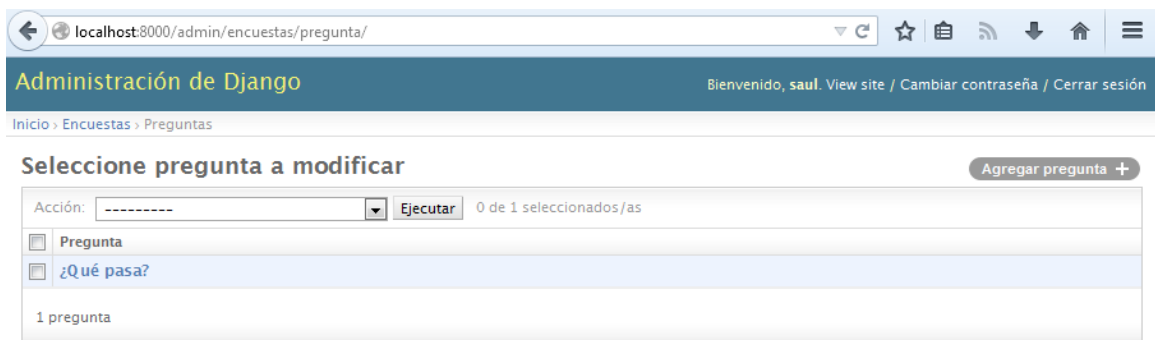 localhost:8000/admin/encuestas/pregunta/
Administración de Django
Bienvenido, saul. View site / Cambiar contraseña / Cerrar sesión
Inicio › Encuestas › Preguntas
Seleccione pregunta a modificar
Agregar pregunta +
Acción: --------- Ejecutar 0 de 1 seleccionados/as
Pregunta
¿Qué pasa?
1 pregunta